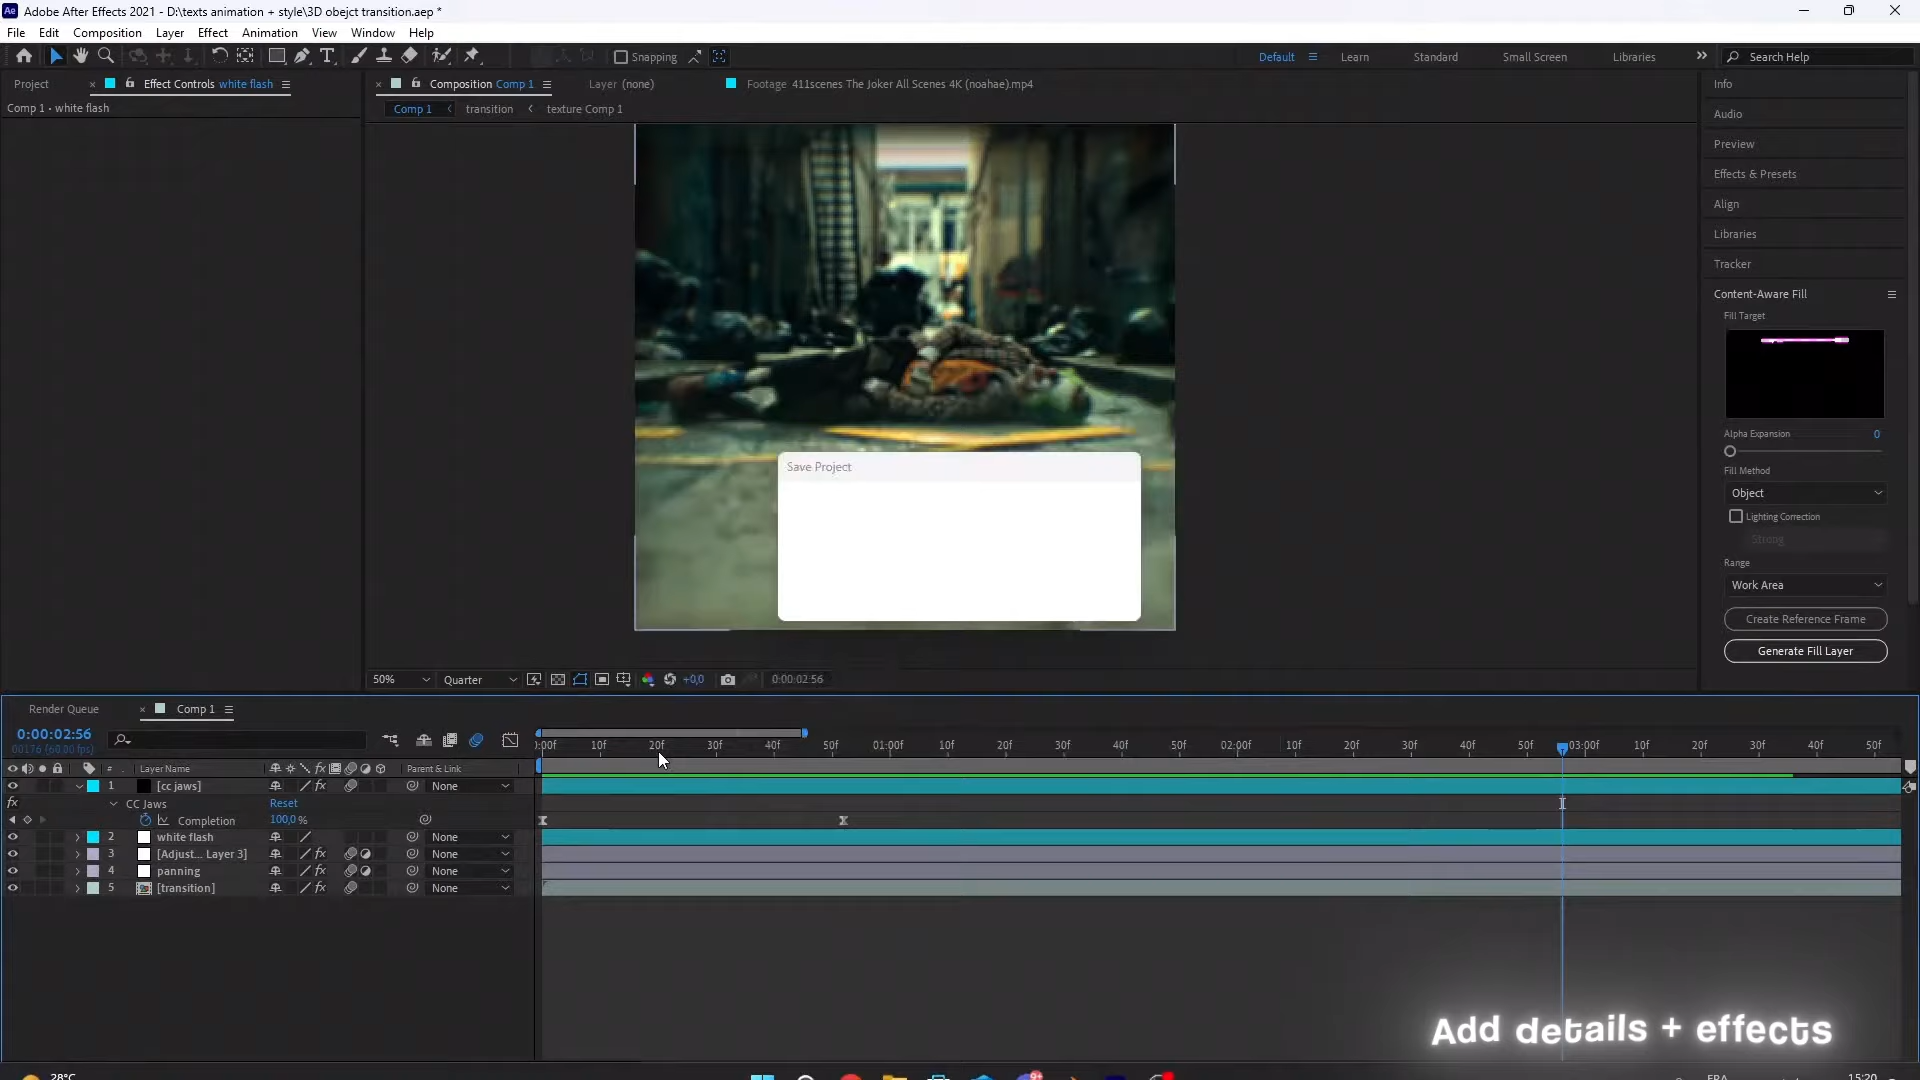 Adobe After Effects 2021 - D:\texts animation + style\3D obejct transition.aep *
File Edit Composition Layer Effect Animation View Window Help
Snapping
Default Learn Standard Small Screen Libraries Search Help
Project Effect Controls white flash
Composition Comp 1 Layer (none) Footage 411scenes The Joker All Scenes 4K (noahae).mp4
Comp 1 • white flash
Comp 1 transition texture Comp 1
Info
Audio
Preview
Effects & Presets
Align
Libraries
Tracker
Content-Aware Fill
Fill Target
Alpha Expansion 0
Fill Method
Object
Lighting Correction
Strong
Range
Work Area
Create Reference Frame
Generate Fill Layer
Save Project
50% Quarter +0,0 0:00:02:56
Render Queue Comp 1
0:00:02:56
00176 (60.00 fps)
:00f 10f 20f 30f 40f 50f 01:00f 10f 20f 30f 40f 50f 02:00f 10f 20f 30f 40f 50f 03:00f 10f 20f 30f 40f 50f
# Layer Name Parent & Link
1 [cc jaws] None
fx CC Jaws Reset
Completion 100,0 %
2 white flash None
3 [Adjust... Layer 3] fx None
4 panning None
5 [transition] fx None
Add details + effects
28°C
FRA
15:20